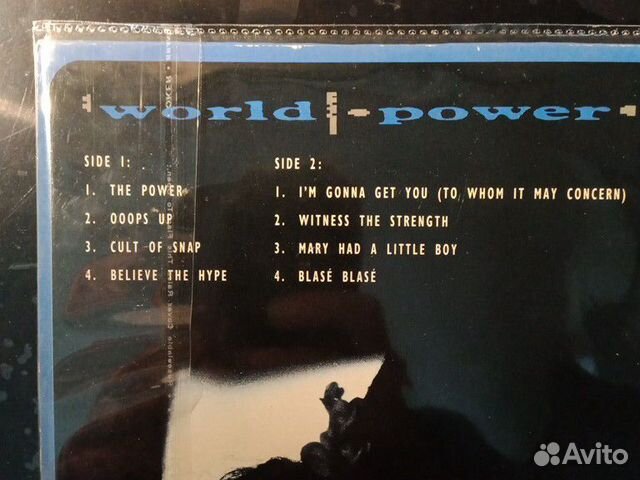 world power
SIDE 1:
1. THE POWER
2. OOOPS UP
3. CULT OF SNAP
4. BELIEVE THE HYPE
SIDE 2:
1. I'M GONNA GET YOU (TO WHOM IT MAY CONCERN)
2. WITNESS THE STRENGTH
3. MARY HAD A LITTLE BOY
4. BLASÉ BLASÉ
Avito